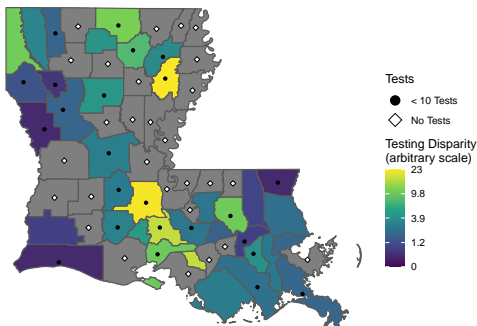 Tests
< 10 Tests
No Tests
Testing Disparity
(arbitrary scale)
23
9.8
3.9
1.2
0